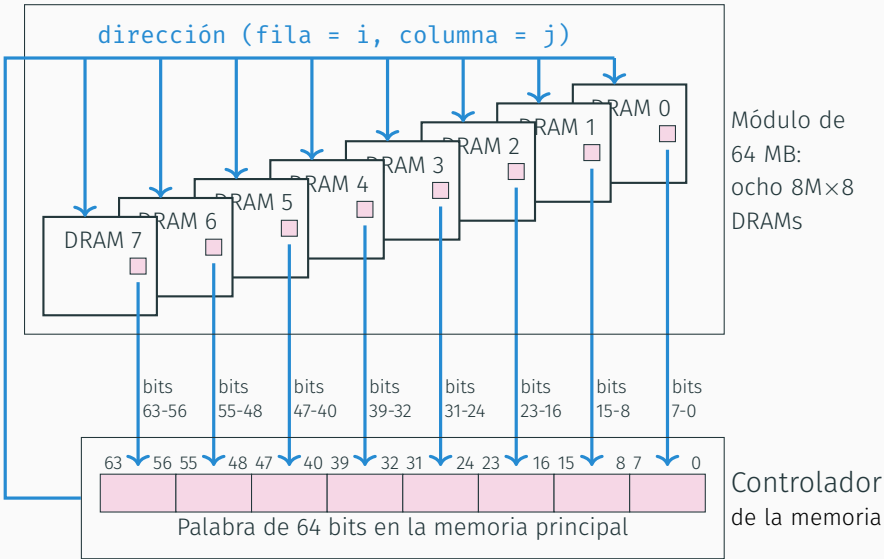 dirección (fila = i, columna = j)
DRAM 0
DRAM 1
DRAM 2
DRAM 3
DRAM 4
DRAM 5
DRAM 6
DRAM 7
Módulo de
64 MB:
ocho 8M×8
DRAMs
bits
63-56
bits
55-48
bits
47-40
bits
39-32
bits
31-24
bits
23-16
bits
15-8
bits
7-0
63 56 55 48 47 40 39 32 31 24 23 16 15 8 7 0
Palabra de 64 bits en la memoria principal
Controlador
de la memoria